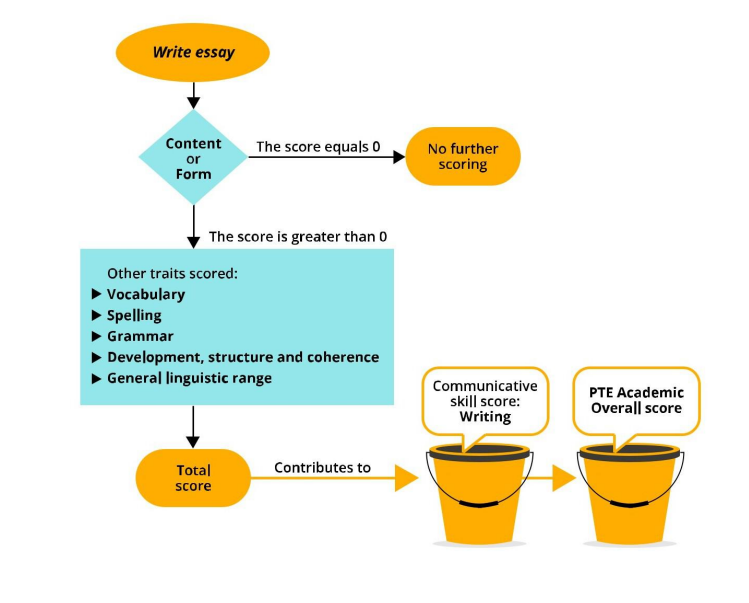 Write essay
Content
or
Form
The score equals 0
No further
scoring
The score is greater than 0
Other traits scored:
Vocabulary
Spelling
Grammar
Development, structure and coherence
General linguistic range
Total
score
Contributes to
Communicative
skill score:
Writing
PTE Academic
Overall score